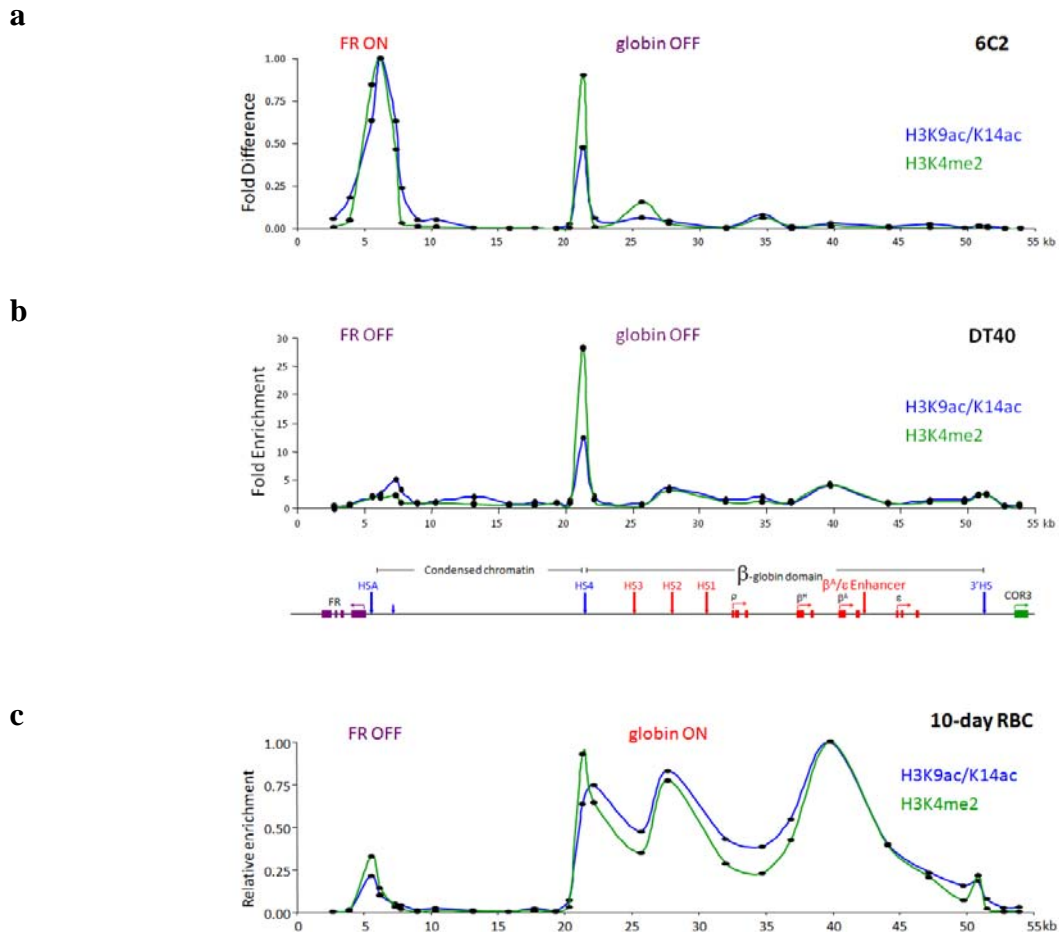 a
FR ON
globin OFF
6C2
Fold Difference
1.00
0.75
0.50
0.25
0.00
H3K9ac/K14ac
H3K4me2
0 5 10 15 20 25 30 35 40 45 50 55 kb
b
FR OFF
globin OFF
DT40
Fold Enrichment
30
25
20
15
10
5
0
H3K9ac/K14ac
H3K4me2
0 5 10 15 20 25 30 35 40 45 50 55 kb
Condensed chromatin
β-globin domain
HSA
HS4
HS3
HS2
HS1
β^A/ε Enhancer
3'HS
FR
ρ
β^H
β^A
ε
COR3
c
FR OFF
globin ON
10-day RBC
Relative enrichment
1.00
0.75
0.50
0.25
0.00
H3K9ac/K14ac
H3K4me2
0 5 10 15 20 25 30 35 40 45 50 55kb